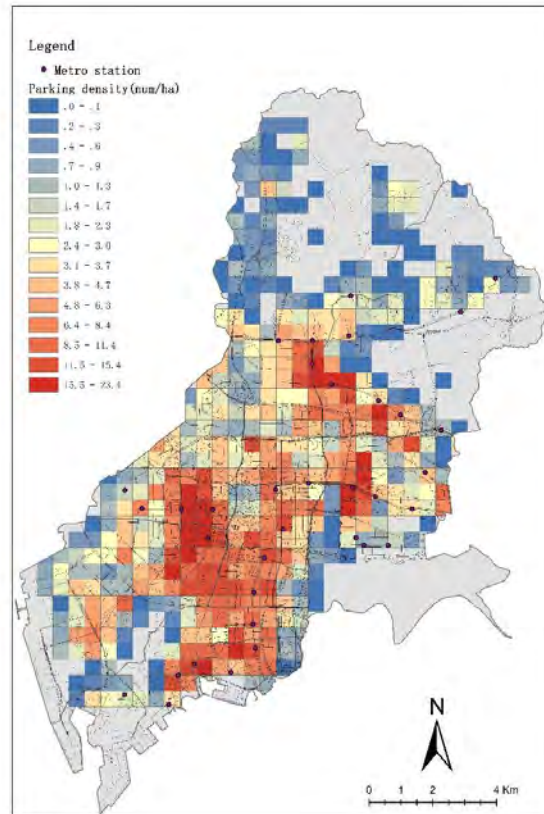 Legend
Metro station
Parking density(num/ha)
.0 - .1
.2 - .3
.4 - .6
.7 - .9
1.0 - 1.3
1.4 - 1.7
1.8 - 2.3
2.4 - 3.0
3.1 - 3.7
3.8 - 4.7
4.8 - 6.3
6.4 - 8.4
8.5 - 11.4
11.5 - 15.4
15.5 - 23.4
N
0 1 2 4 Km